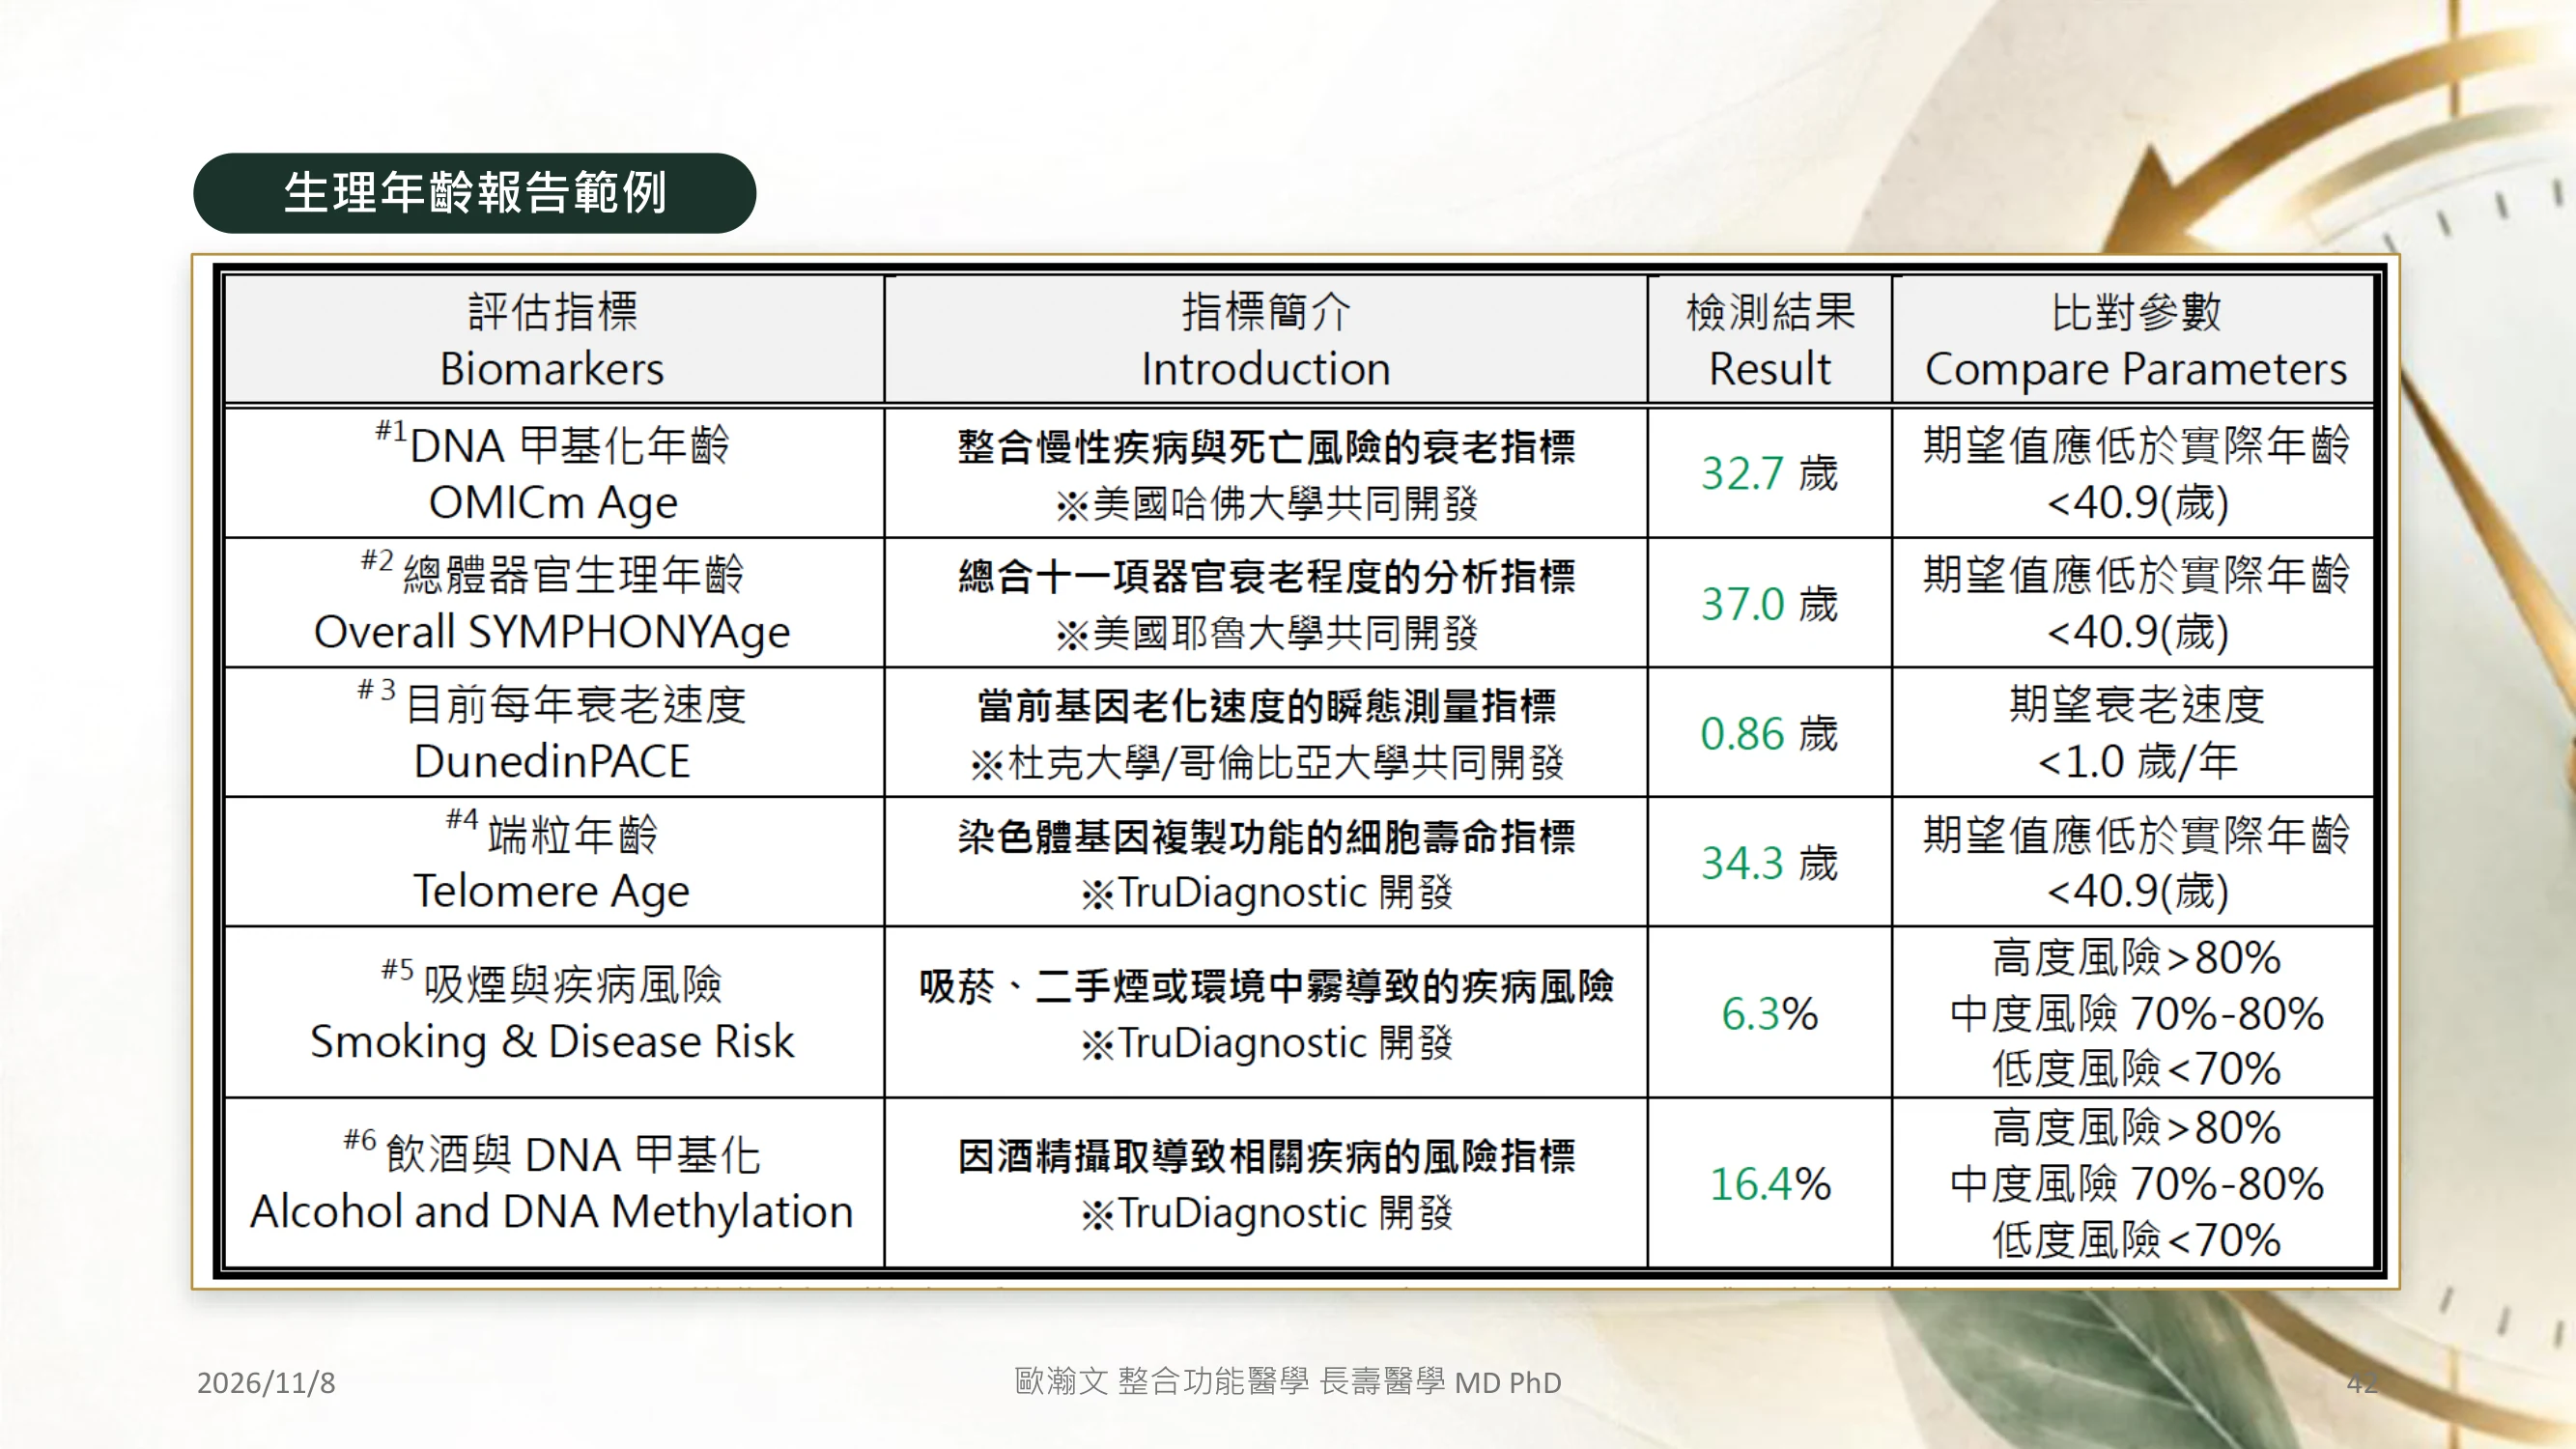 生理年齡報告範例
評估指標
Biomarkers
指標簡介
Introduction
檢測結果
Result
比對參數
Compare Parameters
#1DNA 甲基化年齡
OMICm Age
整合慢性疾病與死亡風險的衰老指標
※美國哈佛大學共同開發
32.7 歲
期望值應低於實際年齡
<40.9(歲)
#2 總體器官生理年齡
Overall SYMPHONYAge
總合十一項器官衰老程度的分析指標
※美國耶魯大學共同開發
37.0 歲
期望值應低於實際年齡
<40.9(歲)
#3 目前每年衰老速度
DunedinPACE
當前基因老化速度的瞬態測量指標
※杜克大學/哥倫比亞大學共同開發
0.86 歲
期望衰老速度
<1.0 歲/年
#4 端粒年齡
Telomere Age
染色體基因複製功能的細胞壽命指標
※TruDiagnostic 開發
34.3 歲
期望值應低於實際年齡
<40.9(歲)
#5 吸煙與疾病風險
Smoking & Disease Risk
吸菸、二手煙或環境中霧導致的疾病風險
※TruDiagnostic 開發
6.3%
高度風險>80%
中度風險 70%-80%
低度風險<70%
#6 飲酒與 DNA 甲基化
Alcohol and DNA Methylation
因酒精攝取導致相關疾病的風險指標
※TruDiagnostic 開發
16.4%
高度風險>80%
中度風險 70%-80%
低度風險<70%
2026/11/8
歐瀚文 整合功能醫學 長壽醫學 MD PhD
42